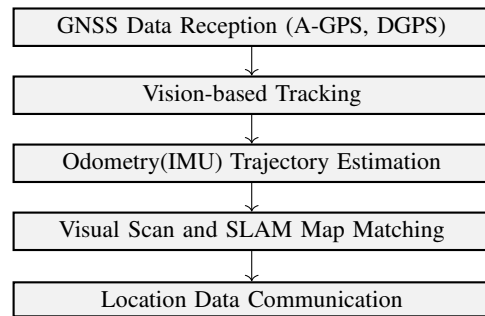 GNSS Data Reception (A-GPS, DGPS)
Vision-based Tracking
Odometry(IMU) Trajectory Estimation
Visual Scan and SLAM Map Matching
Location Data Communication